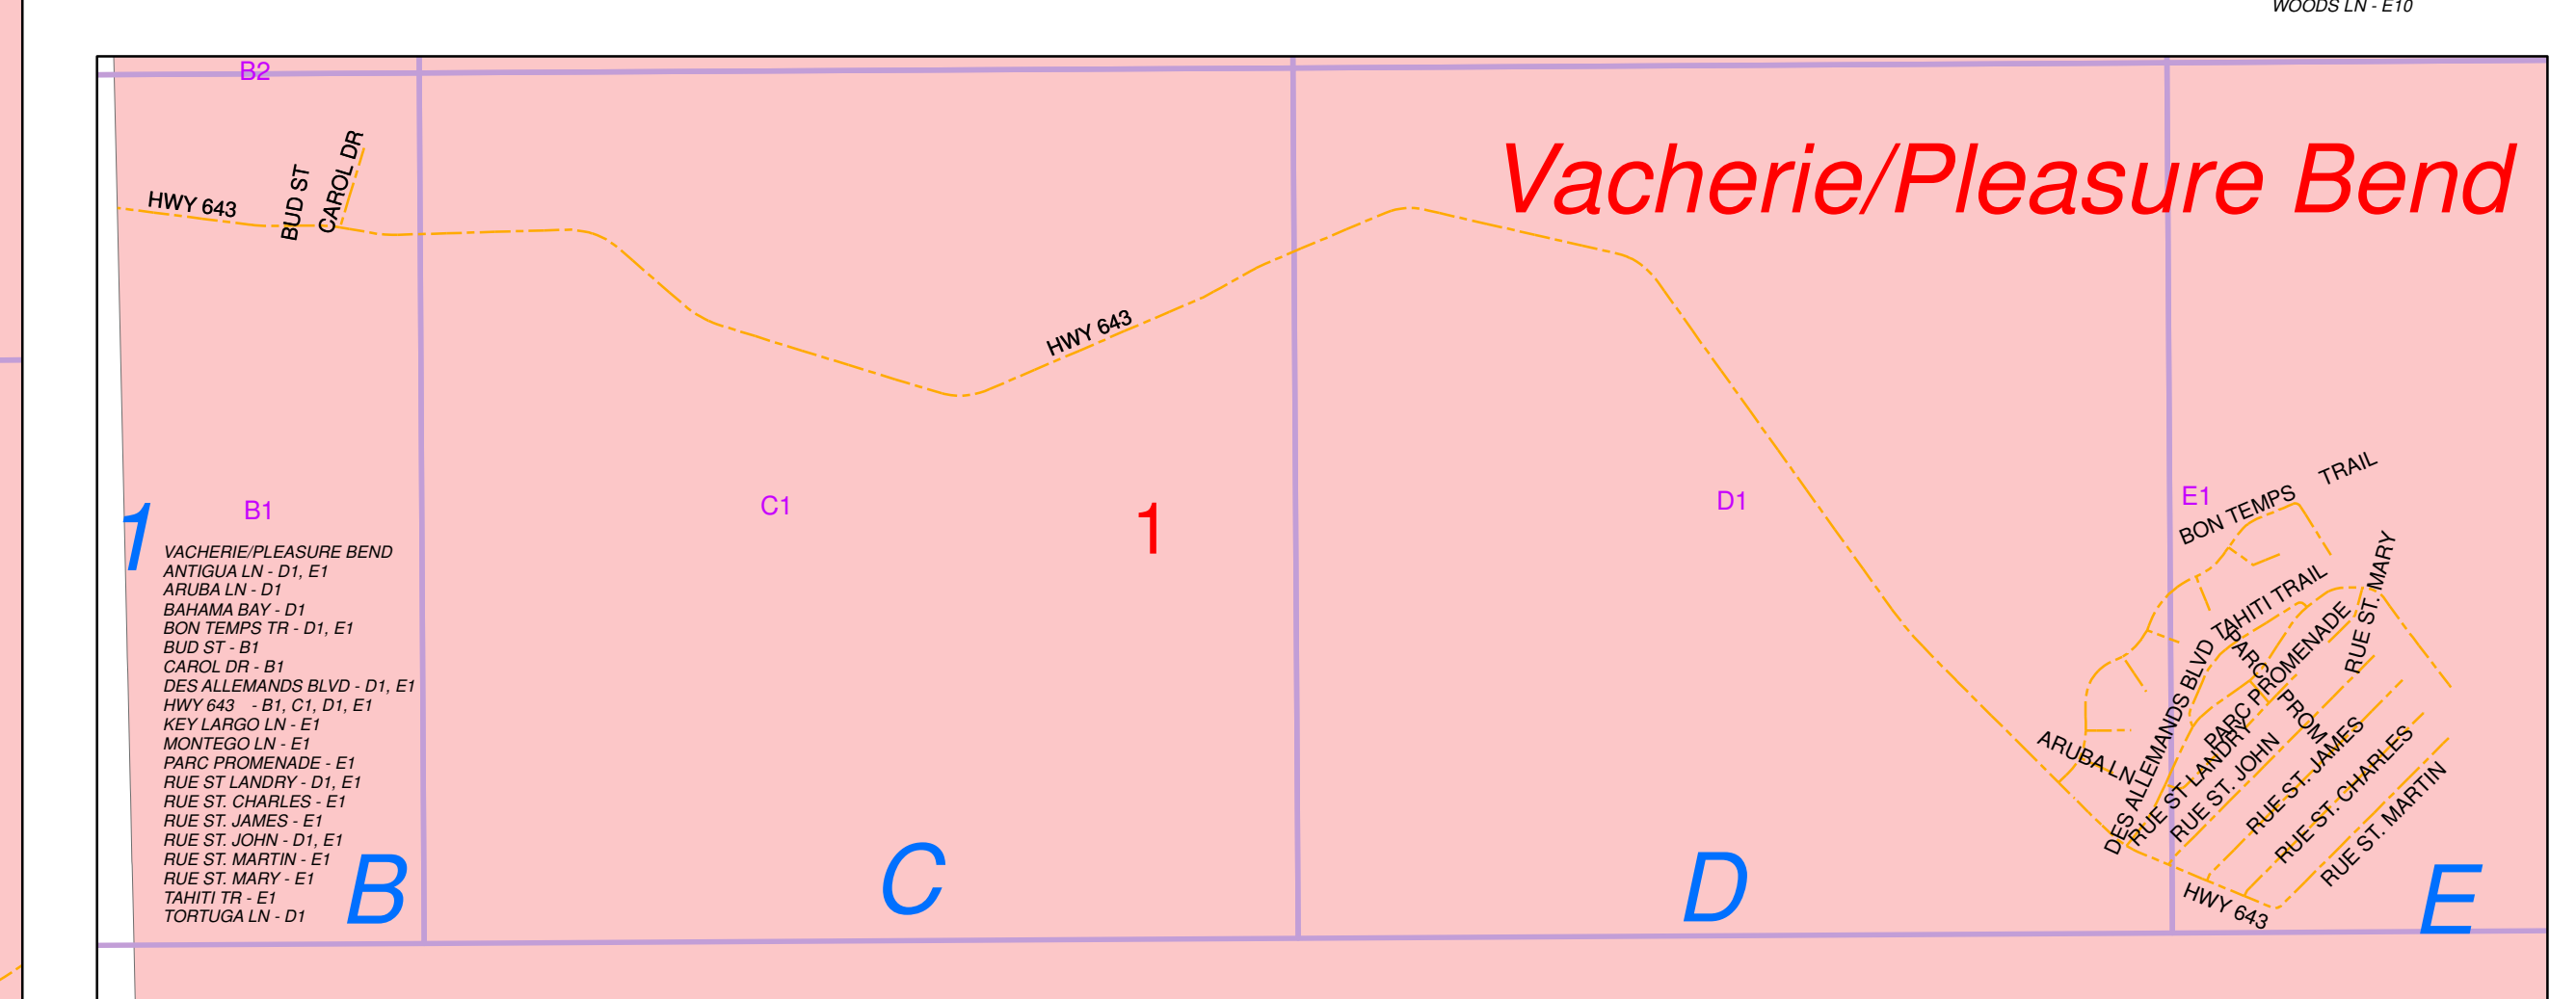 WOODS LN - E10
B2
Vacherie/Pleasure Bend
HWY 643
BUD ST
CAROL DR
HWY 643
B1
C1
D1
E1
1
1
BON TEMPS TRAIL
TAHITI TRAIL
RUE ST. MARY
PARC PROMENADE
PARC PROM
DES ALLEMANDS BLVD
ARUBA LN
RUE ST LANDRY
RUE ST. JOHN
RUE ST. JAMES
RUE ST. CHARLES
RUE ST. MARTIN
HWY 643
VACHERIE/PLEASURE BEND
ANTIGUA LN - D1, E1
ARUBA LN - D1
BAHAMA BAY - D1
BON TEMPS TR - D1, E1
BUD ST - B1
CAROL DR - B1
DES ALLEMANDS BLVD - D1, E1
HWY 643 - B1, C1, D1, E1
KEY LARGO LN - E1
MONTEGO LN - E1
PARC PROMENADE - E1
RUE ST LANDRY - D1, E1
RUE ST. CHARLES - E1
RUE ST. JAMES - E1
RUE ST. JOHN - D1, E1
RUE ST. MARTIN - E1
RUE ST. MARY - E1
TAHITI TR - E1
TORTUGA LN - D1
B
C
D
E